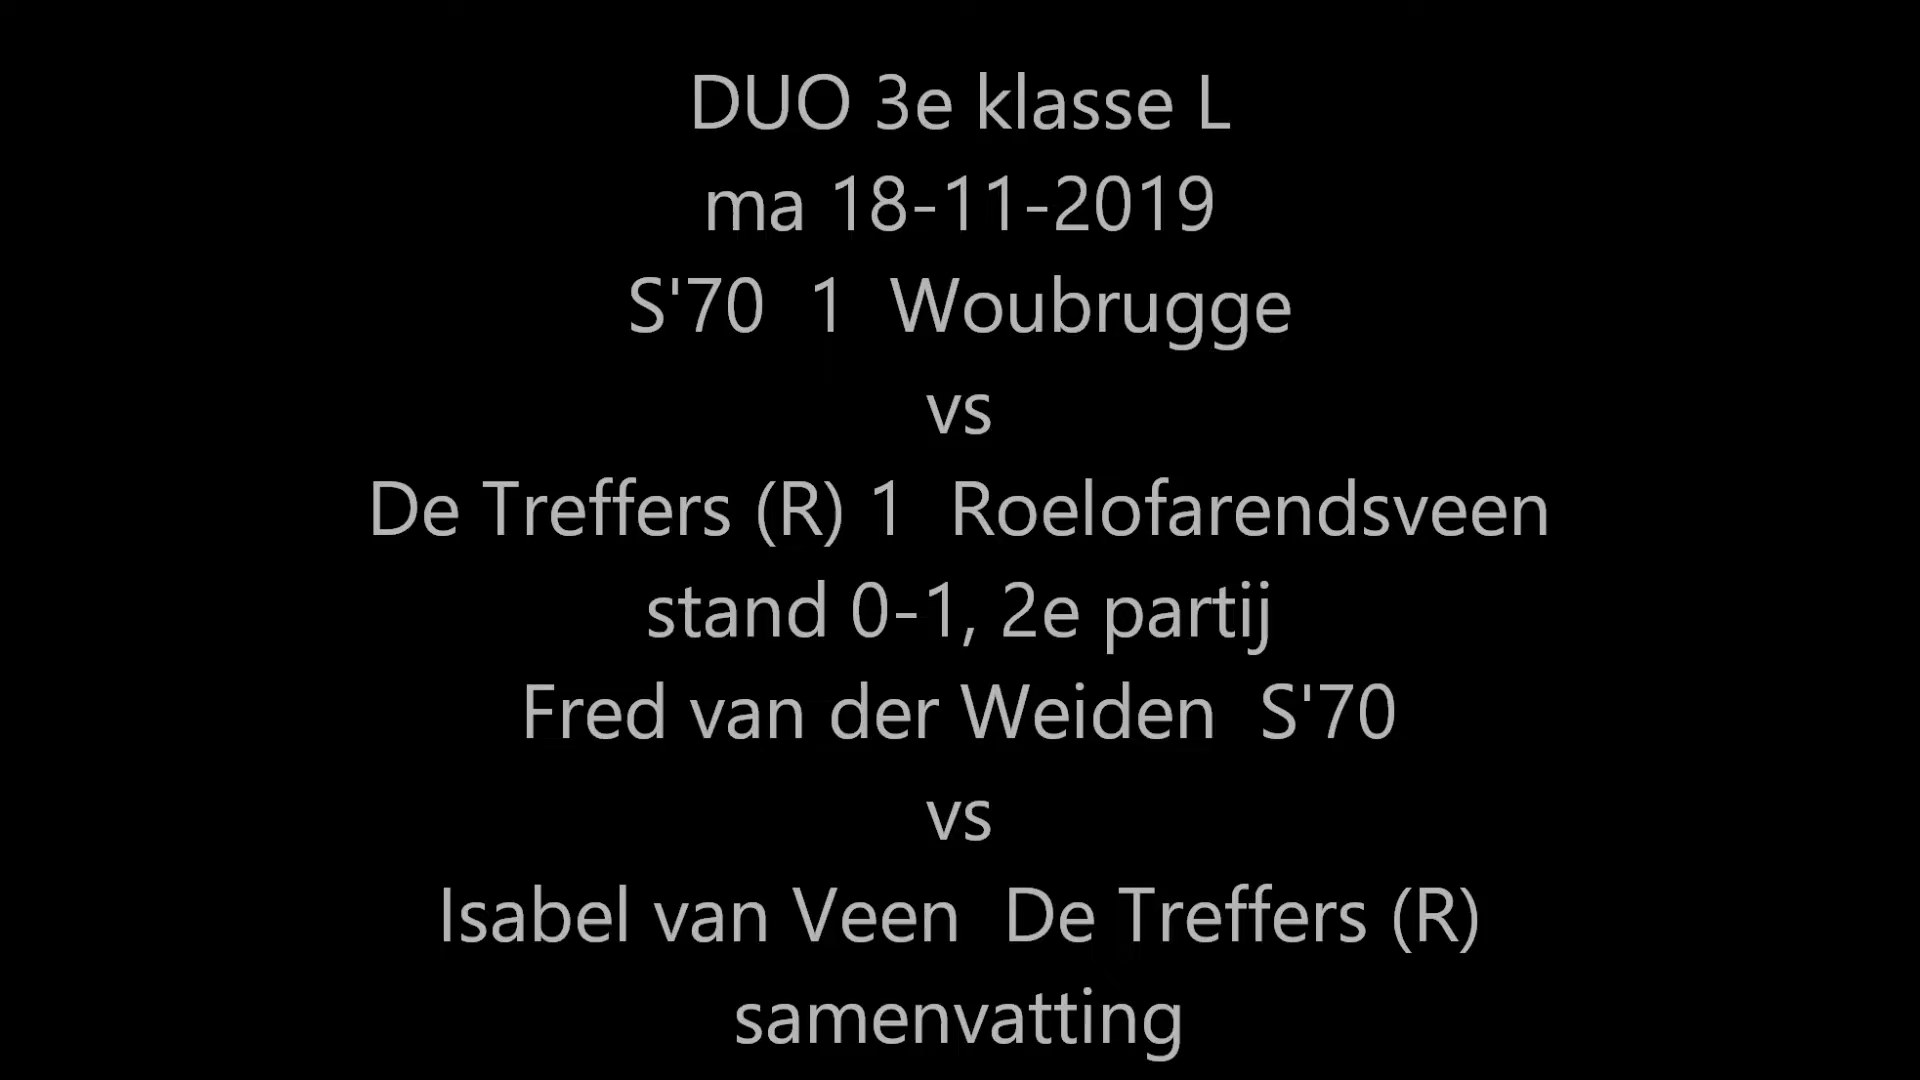 DUO 3e klasse L
ma 18-11-2019
S'70  1  Woubrugge
vs
De Treffers (R) 1  Roelofarendsveen
stand 0-1, 2e partij
Fred van der Weiden  S'70
vs
Isabel van Veen  De Treffers (R)
samenvatting